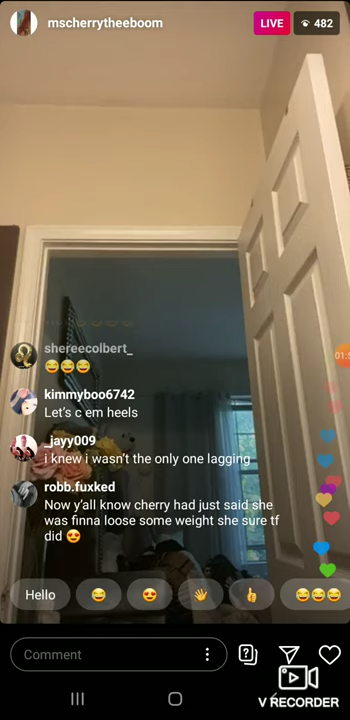 mscherrytheeboom
LIVE
482
shereecolbert_
😂😂😂
kimmyboo6742
Let's c em heels
_jayy009
i knew i wasn't the only one lagging
robb.fuxked
Now y'all know cherry had just said she
was finna loose some weight she sure tf
did 😍
Hello 😂 😍 👋 👍 😂😂😂
Comment
V RECORDER